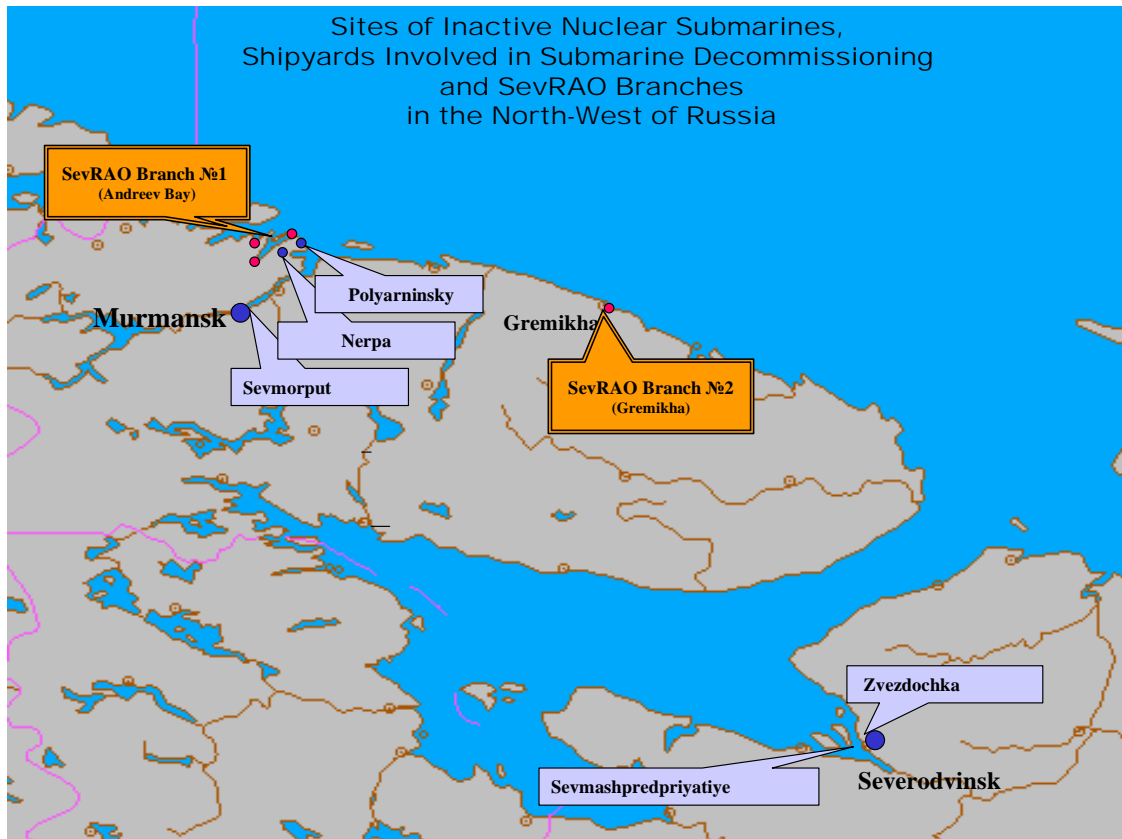 Sites of Inactive Nuclear Submarines,
Shipyards Involved in Submarine Decommissioning
and SevRAO Branches
in the North-West of Russia
SevRAO Branch №1
(Andreev Bay)
Polyarninsky
Murmansk
Nerpa
Gremikha
Sevmorput
SevRAO Branch №2
(Gremikha)
Zvezdochka
Sevmashpredpriyatiye
Severodvinsk